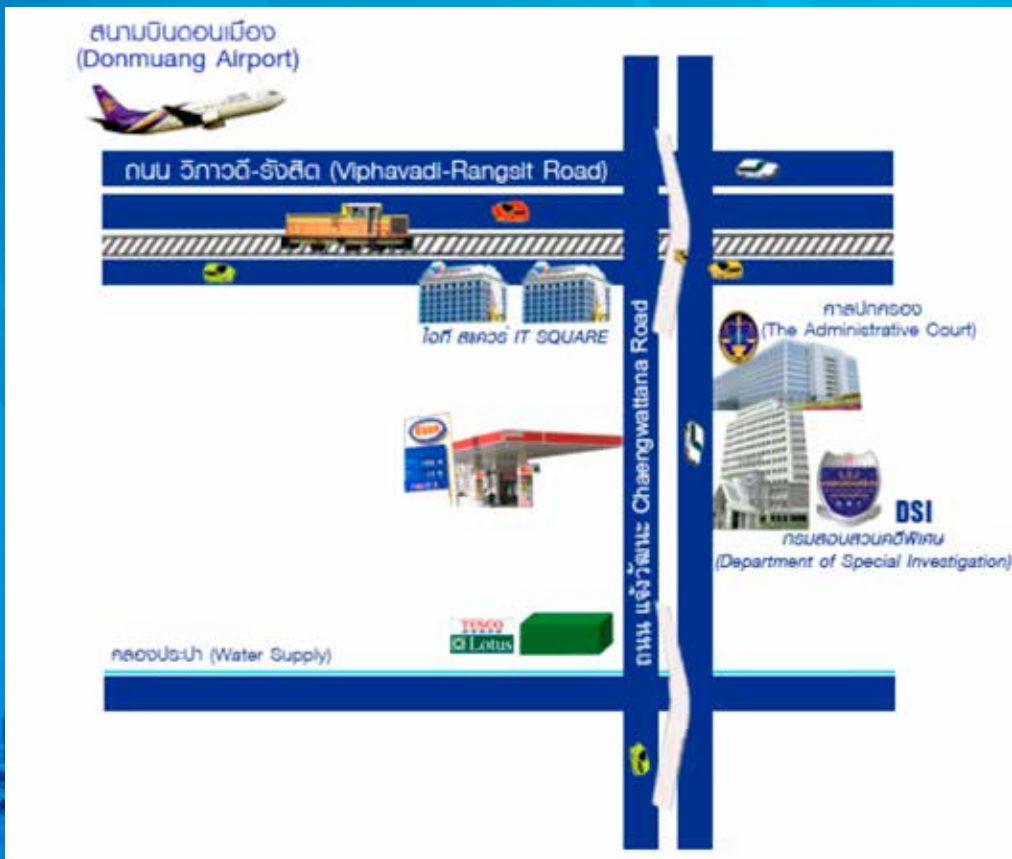 สนามบินดอนเมือง
(Donmuang Airport)
ถนน วิภาวดี-รังสิต (Viphavadi-Rangsit Road)
ไอที สแควร์ IT SQUARE
ศาลปกครอง
(The Administrative Court)
ถนน แจ้งวัฒนะ Chaengwattana Road
Esso
DSI
กรมสอบสวนคดีพิเศษ
(Department of Special Investigation)
TESCO
Lotus
คลองประปา (Water Supply)